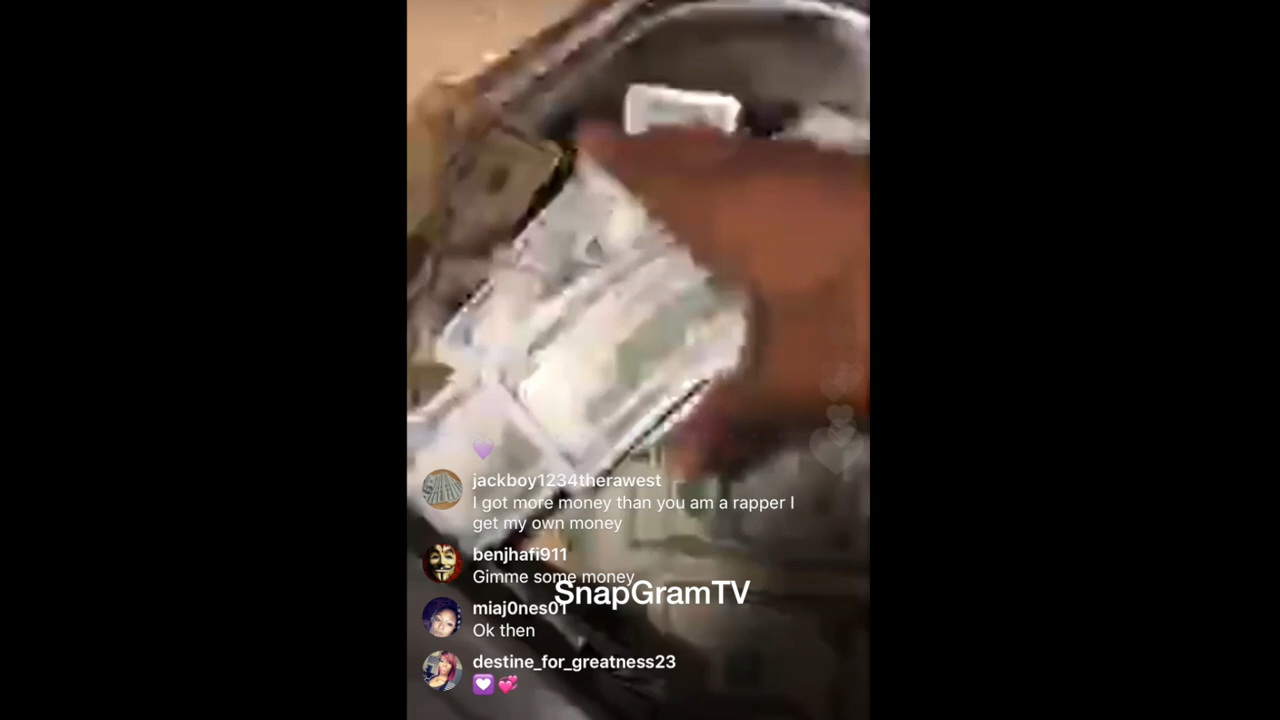 jackboy1234therawest
I got more money than you am a rapper I
get my own money
benjhafi911
Gimme some money
SnapGramTV
miaj0nes01
Ok then
destine_for_greatness23
💟 💞